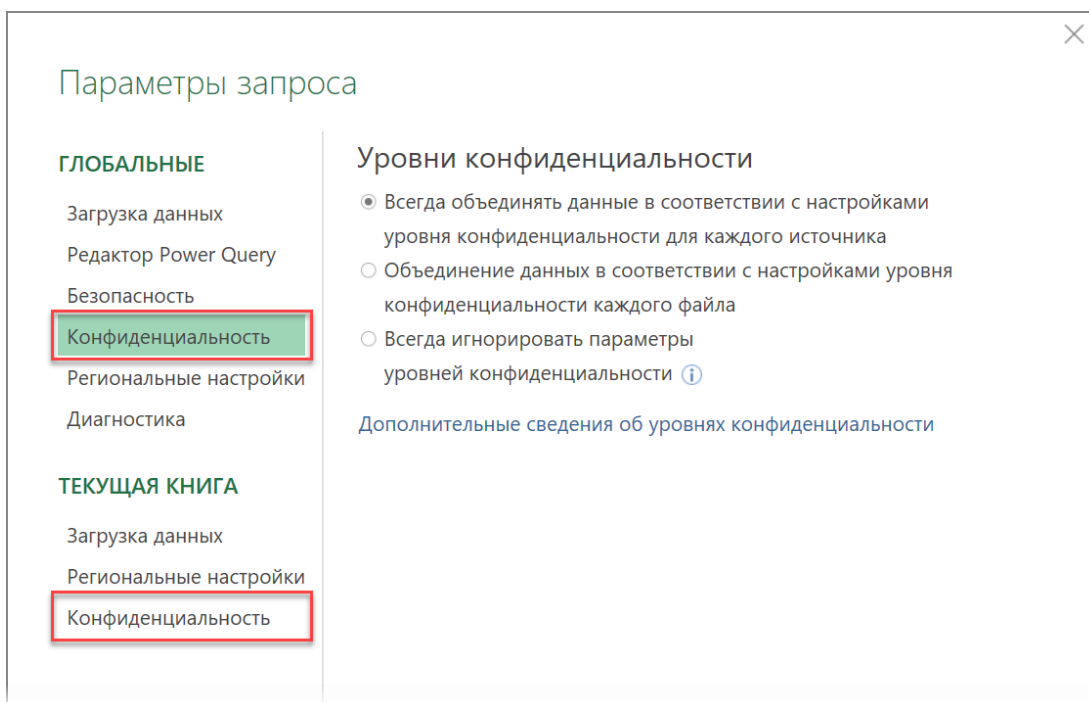 Параметры запроса
ГЛОБАЛЬНЫЕ
Загрузка данных
Редактор Power Query
Безопасность
Конфиденциальность
Региональные настройки
Диагностика
ТЕКУЩАЯ КНИГА
Загрузка данных
Региональные настройки
Конфиденциальность
Уровни конфиденциальности
Всегда объединять данные в соответствии с настройками
уровня конфиденциальности для каждого источника
Объединение данных в соответствии с настройками уровня
конфиденциальности каждого файла
Всегда игнорировать параметры
уровней конфиденциальности
Дополнительные сведения об уровнях конфиденциальности